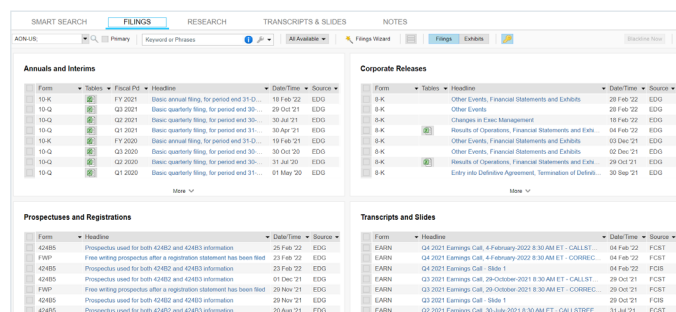 SMART SEARCH FILINGS RESEARCH TRANSCRIPTS & SLIDES NOTES
AON-US; Primary Keyword or Phrases All Available Filings Wizard Filings Exhibits Blackline Now
Annuals and Interims
Form Tables Fiscal Pd Headline Date/Time Source
10-K FY 2021 Basic annual filing, for period end 31-D... 18 Feb '22 EDG
10-Q Q3 2021 Basic quarterly filing, for period end 30-... 29 Oct '21 EDG
10-Q Q2 2021 Basic quarterly filing, for period end 30-... 30 Jul '21 EDG
10-Q Q1 2021 Basic quarterly filing, for period end 31-... 30 Apr '21 EDG
10-K FY 2020 Basic annual filing, for period end 31-D... 19 Feb '21 EDG
10-Q Q3 2020 Basic quarterly filing, for period end 30-... 30 Oct '20 EDG
10-Q Q2 2020 Basic quarterly filing, for period end 30-... 31 Jul '20 EDG
10-Q Q1 2020 Basic quarterly filing, for period end 31-... 01 May '20 EDG
More
Corporate Releases
Form Tables Headline Date/Time Source
8-K Other Events, Financial Statements and Exhibits 28 Feb '22 EDG
8-K Other Events 28 Feb '22 EDG
8-K Changes in Exec Management 18 Feb '22 EDG
8-K Results of Operations, Financial Statements and Exhi... 04 Feb '22 EDG
8-K Other Events, Financial Statements and Exhibits 03 Dec '21 EDG
8-K Other Events, Financial Statements and Exhibits 02 Dec '21 EDG
8-K Results of Operations, Financial Statements and Exhi... 29 Oct '21 EDG
8-K Entry into Definitive Agreement, Termination of Definiti... 30 Sep '21 EDG
More
Prospectuses and Registrations
Form Headline Date/Time Source
424B5 Prospectus used for both 424B2 and 424B3 information 25 Feb '22 EDG
FWP Free writing prospectus after a registration statement has been filed 23 Feb '22 EDG
424B5 Prospectus used for both 424B2 and 424B3 information 23 Feb '22 EDG
424B5 Prospectus used for both 424B2 and 424B3 information 01 Dec '21 EDG
FWP Free writing prospectus after a registration statement has been filed 29 Nov '21 EDG
424B5 Prospectus used for both 424B2 and 424B3 information 29 Nov '21 EDG
424B5 Prospectus used for both 424B2 and 424B3 information 20 Aug '21 EDG
Transcripts and Slides
Form Headline Date/Time Source
EARN Q4 2021 Earnings Call, 4-February-2022 8:30 AM ET - CALLST... 04 Feb '22 FCST
EARN Q4 2021 Earnings Call, 4-February-2022 8:30 AM ET - CORREC... 04 Feb '22 FCST
EARN Q4 2021 Earnings Call - Slide 1 04 Feb '22 FCIS
EARN Q3 2021 Earnings Call, 29-October-2021 8:30 AM ET - CALLST... 29 Oct '21 FCST
EARN Q3 2021 Earnings Call, 29-October-2021 8:30 AM ET - CORREC... 29 Oct '21 FCST
EARN Q3 2021 Earnings Call - Slide 1 29 Oct '21 FCIS
EARN Q2 2021 Earnings Call, 30-July-2021 8:30 AM ET - CALLSTREE... 31 Jul '21 FCST